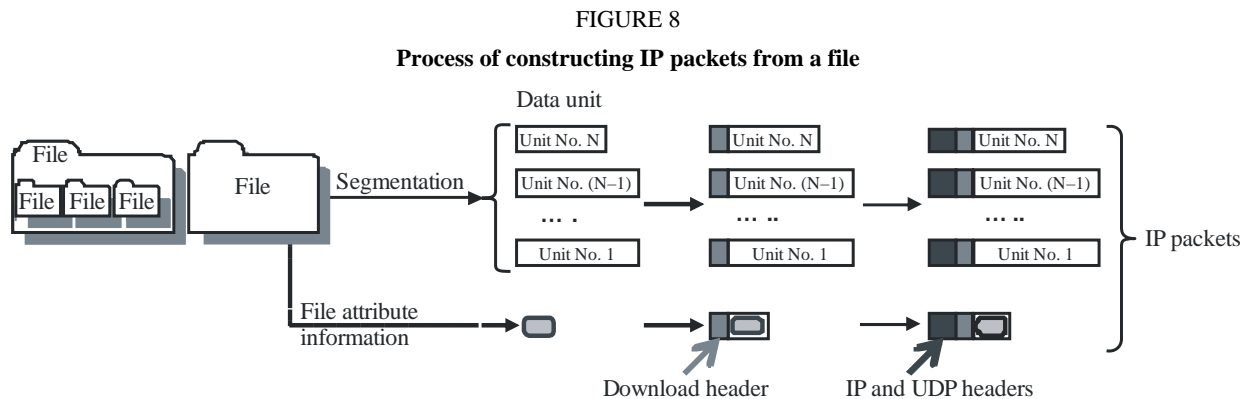 FIGURE 8
Process of constructing IP packets from a file
Data unit
File
File File File
File
Segmentation
Unit No. N
Unit No. (N–1)
... .
Unit No. 1
Unit No. N
Unit No. (N–1)
... ..
Unit No. 1
Unit No. N
Unit No. (N–1)
... ..
Unit No. 1
IP packets
File attribute
information
Download header
IP and UDP headers